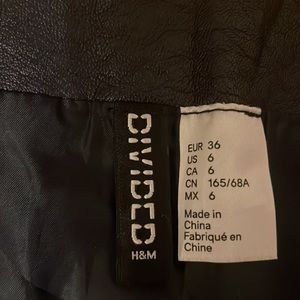 DIVIDED
H&M
EUR 36
US 6
CA 6
CN 165/68A
MX 6
Made in
China
Fabriqué en
Chine